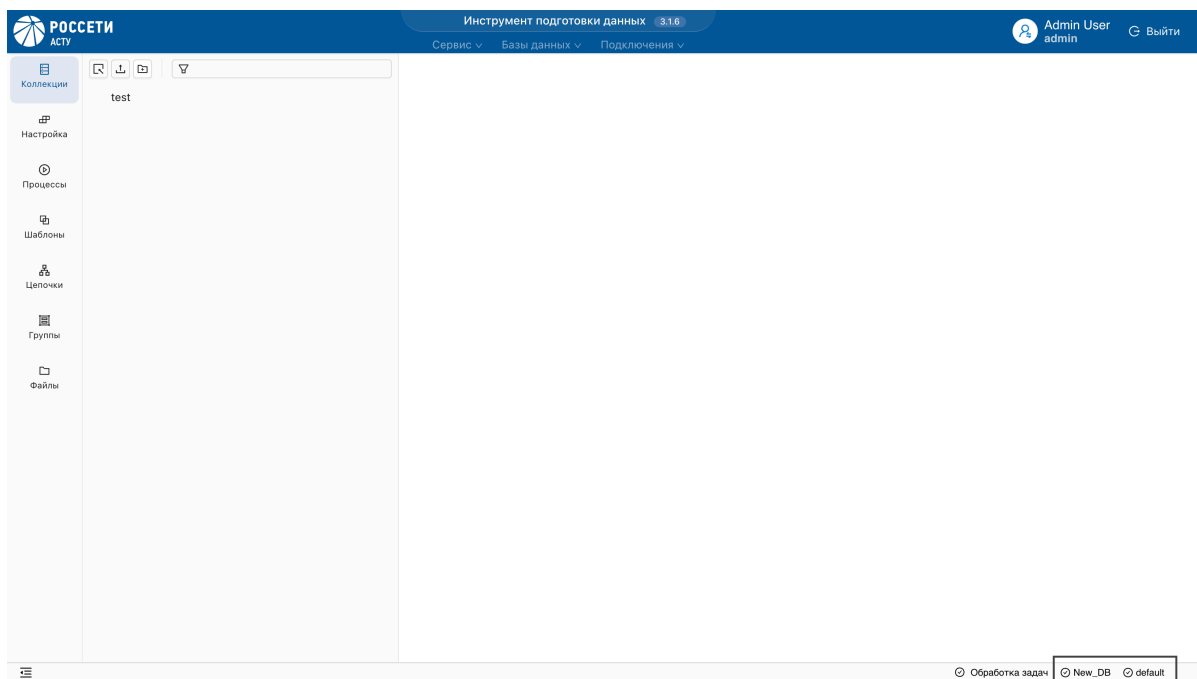 РОССЕТИ
АСТУ
Инструмент подготовки данных 3.1.6
Сервис Базы данных Подключения
Admin User
admin
Выйти
Коллекции
Настройка
Процессы
Шаблоны
Цепочки
Группы
Файлы
test
Обработка задач New_DB default